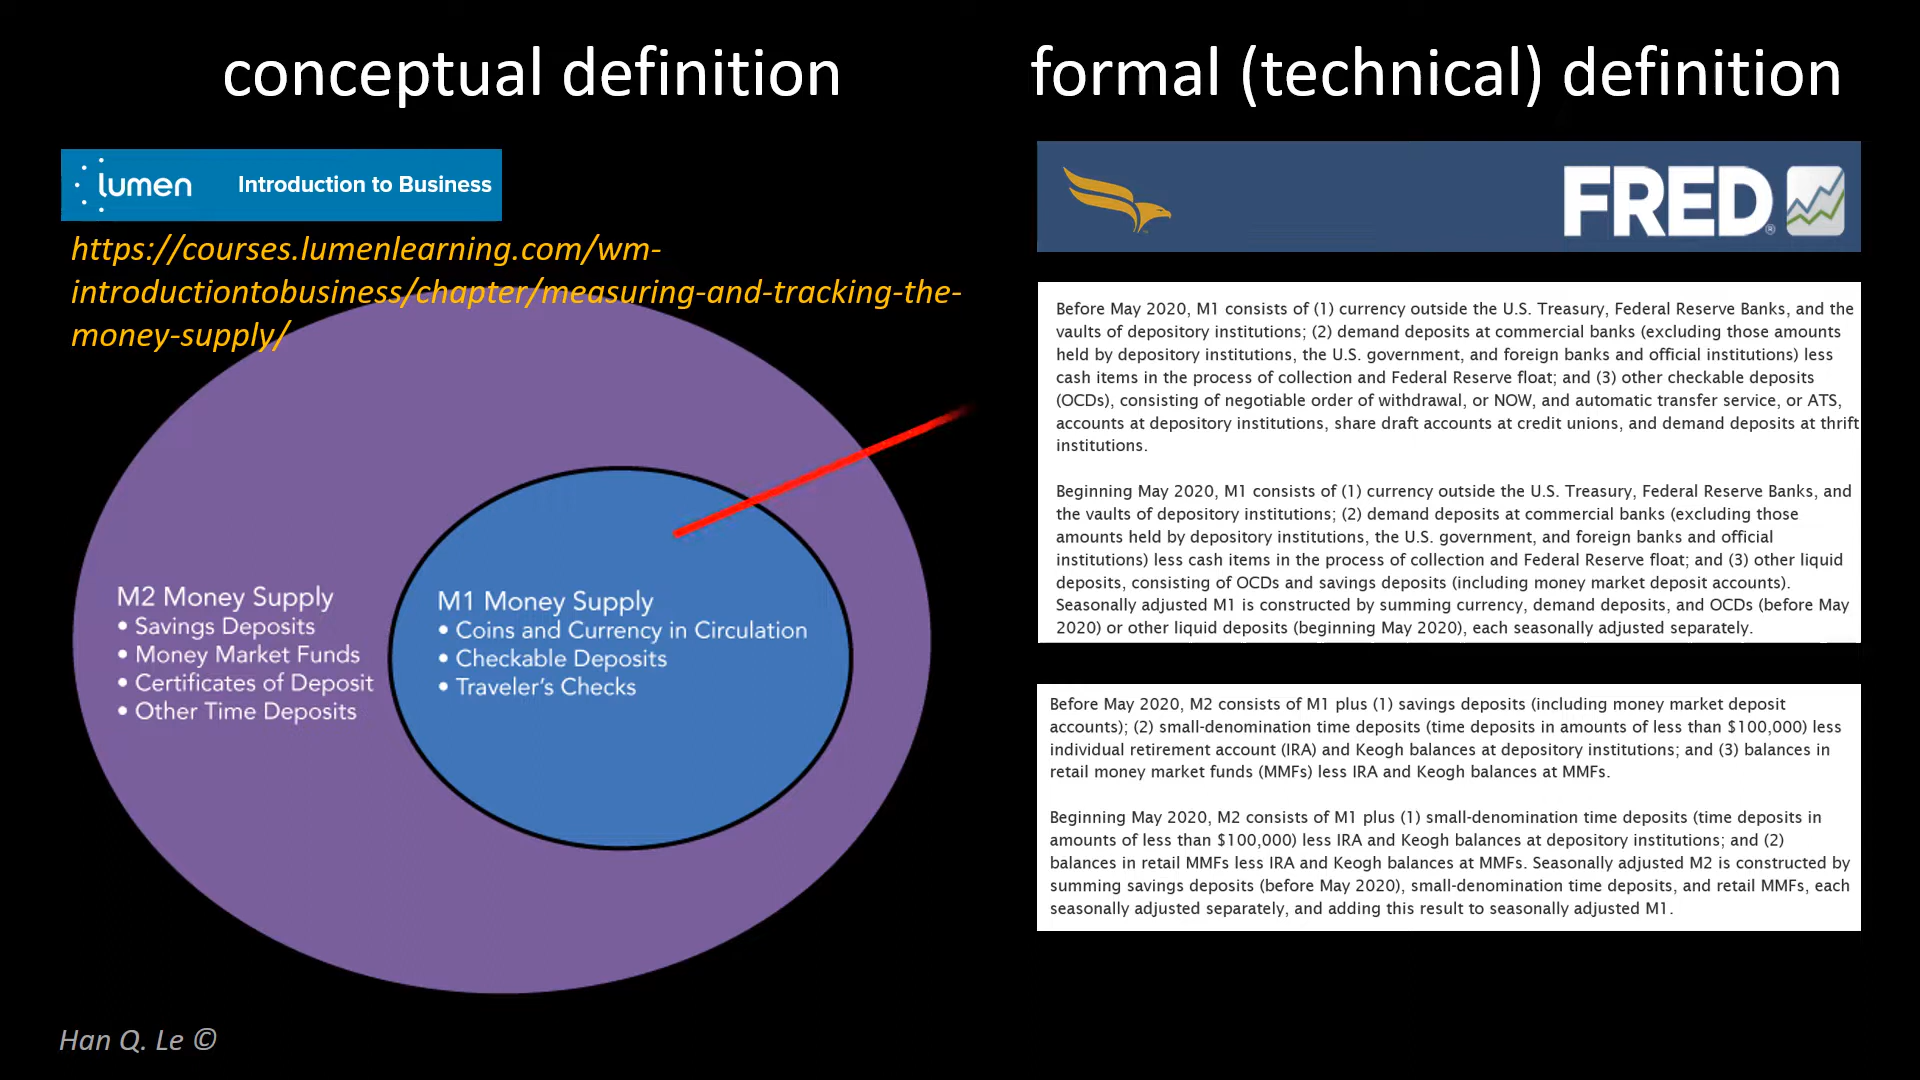 conceptual definition
formal (technical) definition
lumen Introduction to Business
https://courses.lumenlearning.com/wm-
introductiontobusiness/chapter/measuring-and-tracking-the-
money-supply/
M2 Money Supply
• Savings Deposits
• Money Market Funds
• Certificates of Deposit
• Other Time Deposits
M1 Money Supply
• Coins and Currency in Circulation
• Checkable Deposits
• Traveler's Checks
FRED®
Before May 2020, M1 consists of (1) currency outside the U.S. Treasury, Federal Reserve Banks, and the
vaults of depository institutions; (2) demand deposits at commercial banks (excluding those amounts
held by depository institutions, the U.S. government, and foreign banks and official institutions) less
cash items in the process of collection and Federal Reserve float; and (3) other checkable deposits
(OCDs), consisting of negotiable order of withdrawal, or NOW, and automatic transfer service, or ATS,
accounts at depository institutions, share draft accounts at credit unions, and demand deposits at thrift
institutions.
Beginning May 2020, M1 consists of (1) currency outside the U.S. Treasury, Federal Reserve Banks, and
the vaults of depository institutions; (2) demand deposits at commercial banks (excluding those
amounts held by depository institutions, the U.S. government, and foreign banks and official
institutions) less cash items in the process of collection and Federal Reserve float; and (3) other liquid
deposits, consisting of OCDs and savings deposits (including money market deposit accounts).
Seasonally adjusted M1 is constructed by summing currency, demand deposits, and OCDs (before May
2020) or other liquid deposits (beginning May 2020), each seasonally adjusted separately.
Before May 2020, M2 consists of M1 plus (1) savings deposits (including money market deposit
accounts); (2) small-denomination time deposits (time deposits in amounts of less than $100,000) less
individual retirement account (IRA) and Keogh balances at depository institutions; and (3) balances in
retail money market funds (MMFs) less IRA and Keogh balances at MMFs.
Beginning May 2020, M2 consists of M1 plus (1) small-denomination time deposits (time deposits in
amounts of less than $100,000) less IRA and Keogh balances at depository institutions; and (2)
balances in retail MMFs less IRA and Keogh balances at MMFs. Seasonally adjusted M2 is constructed by
summing savings deposits (before May 2020), small-denomination time deposits, and retail MMFs, each
seasonally adjusted separately, and adding this result to seasonally adjusted M1.
Han Q. Le ©